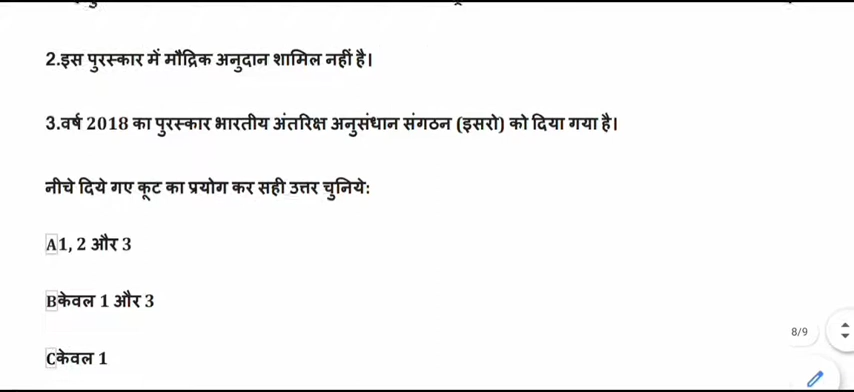 2.इस पुरस्कार में मौद्रिक अनुदान शामिल नहीं है।
3.वर्ष 2018 का पुरस्कार भारतीय अंतरिक्ष अनुसंधान संगठन (इसरो) को दिया गया है।
नीचे दिये गए कूट का प्रयोग कर सही उत्तर चुनिये:
A1, 2 और 3
Bकेवल 1 और 3
8/9
Cकेवल 1